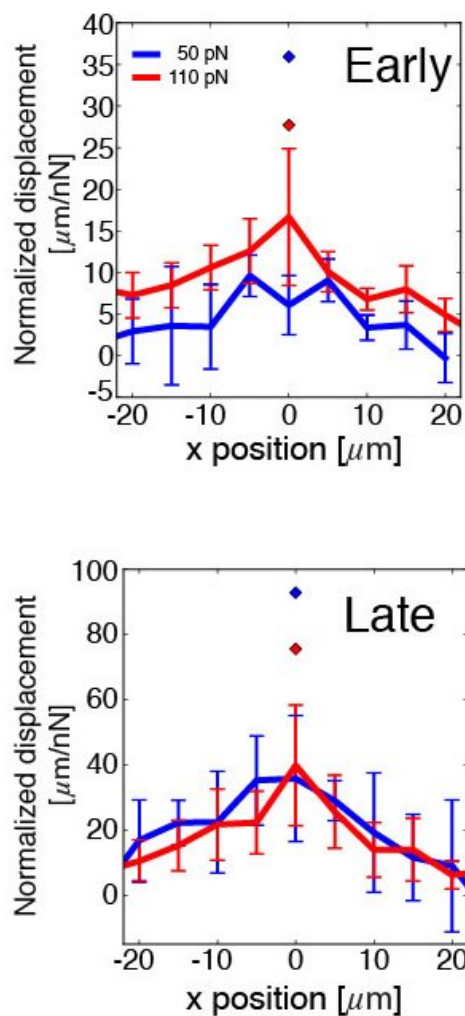 40
35
30
25
20
15
10
5
0
-5
Normalized displacement
[μm/nN]
50 pN
110 pN
Early
-20 -10 0 10 20
x position [μm]
100
80
60
40
20
0
Normalized displacement
[μm/nN]
Late
-20 -10 0 10 20
x position [μm]